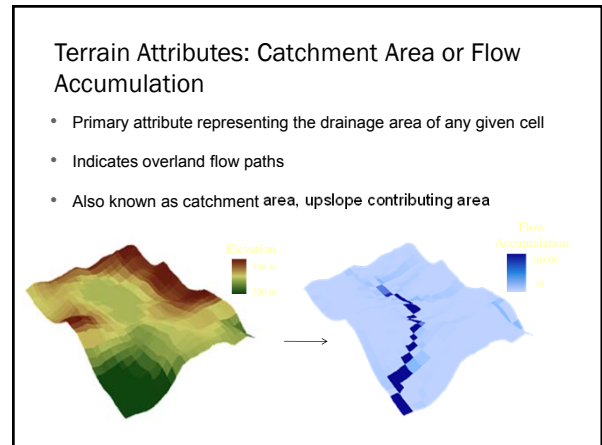 Terrain Attributes: Catchment Area or Flow
Accumulation
• Primary attribute representing the drainage area of any given cell
• Indicates overland flow paths
• Also known as catchment area, upslope contributing area
Elevation
Flow
Accumulation